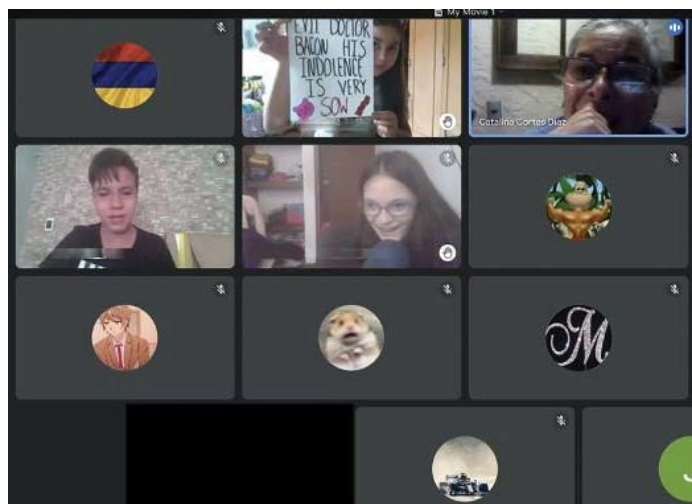 My Movie 1
EVIL DOCTOR
BACON HIS
INDOLENCE
IS VERY
SOW
Catalina Cortes Diaz
M